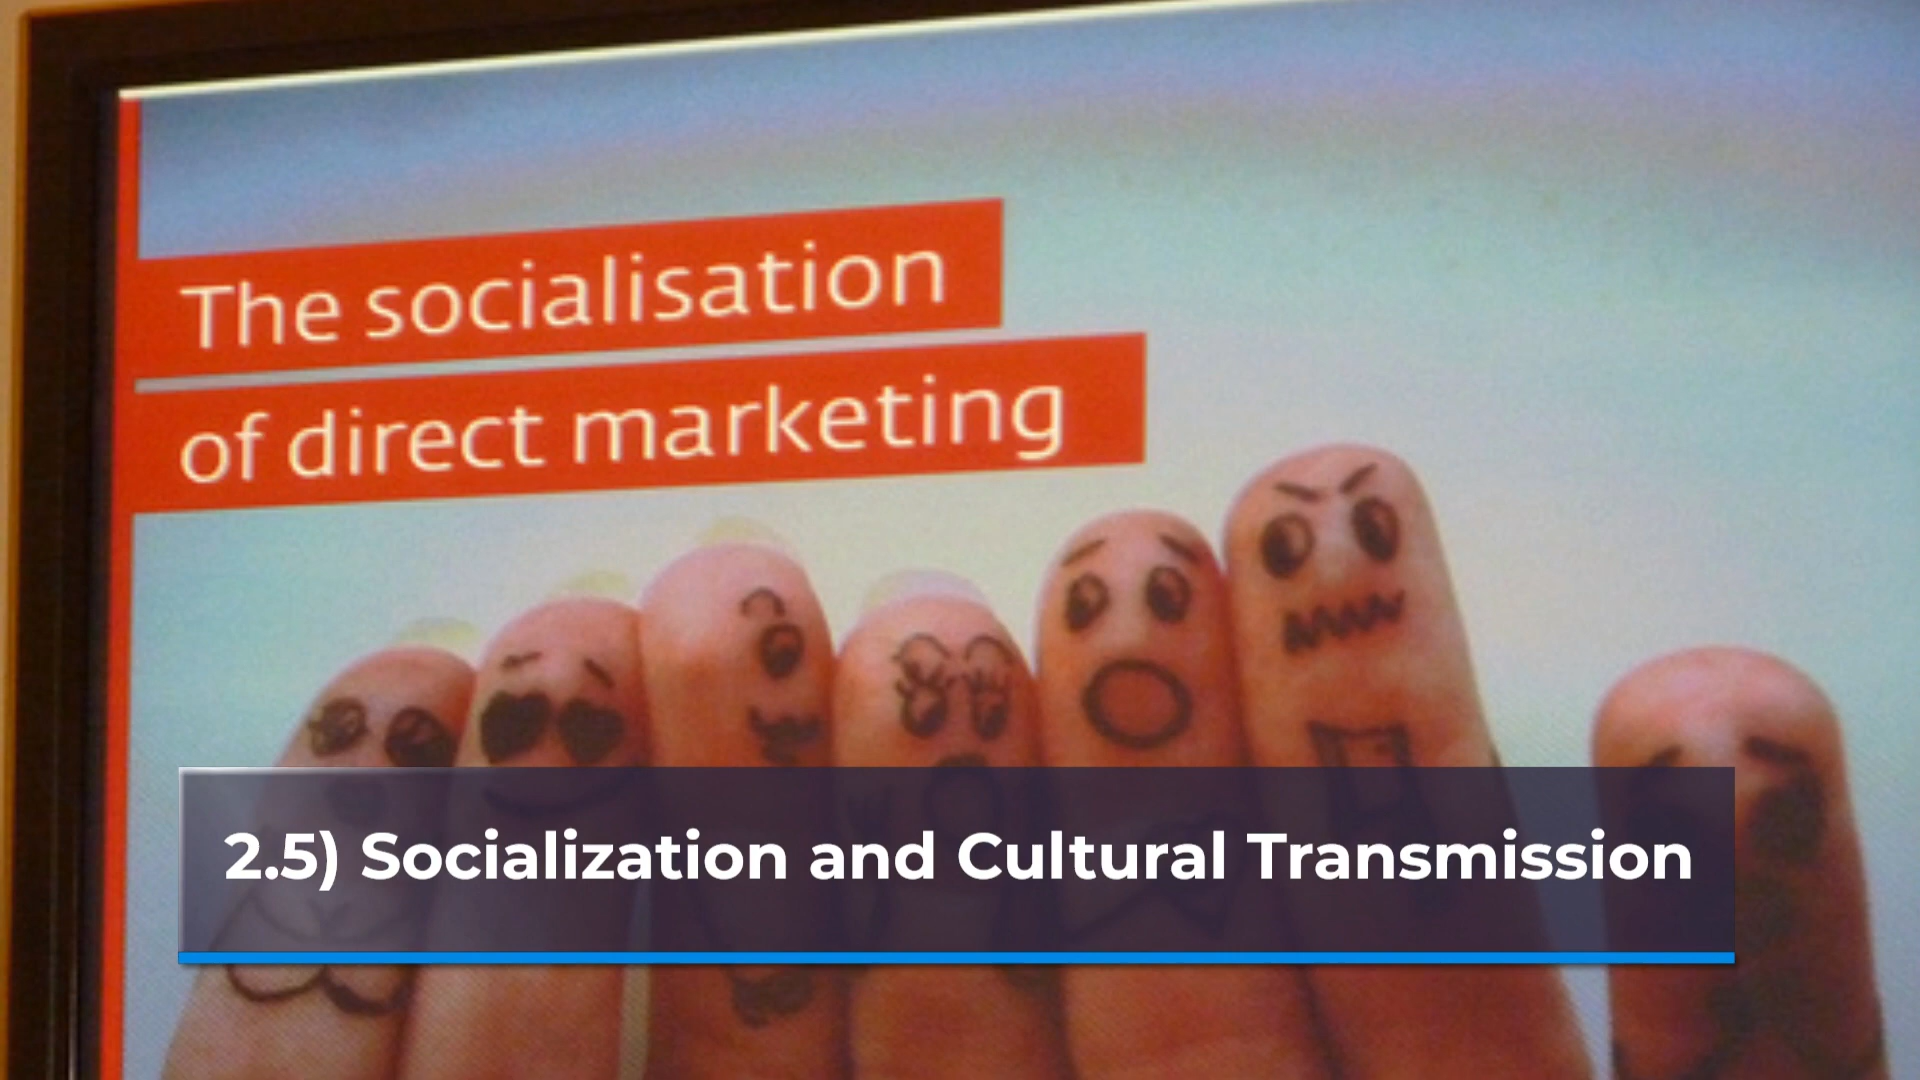 The socialisation
of direct marketing
2.5) Socialization and Cultural Transmission